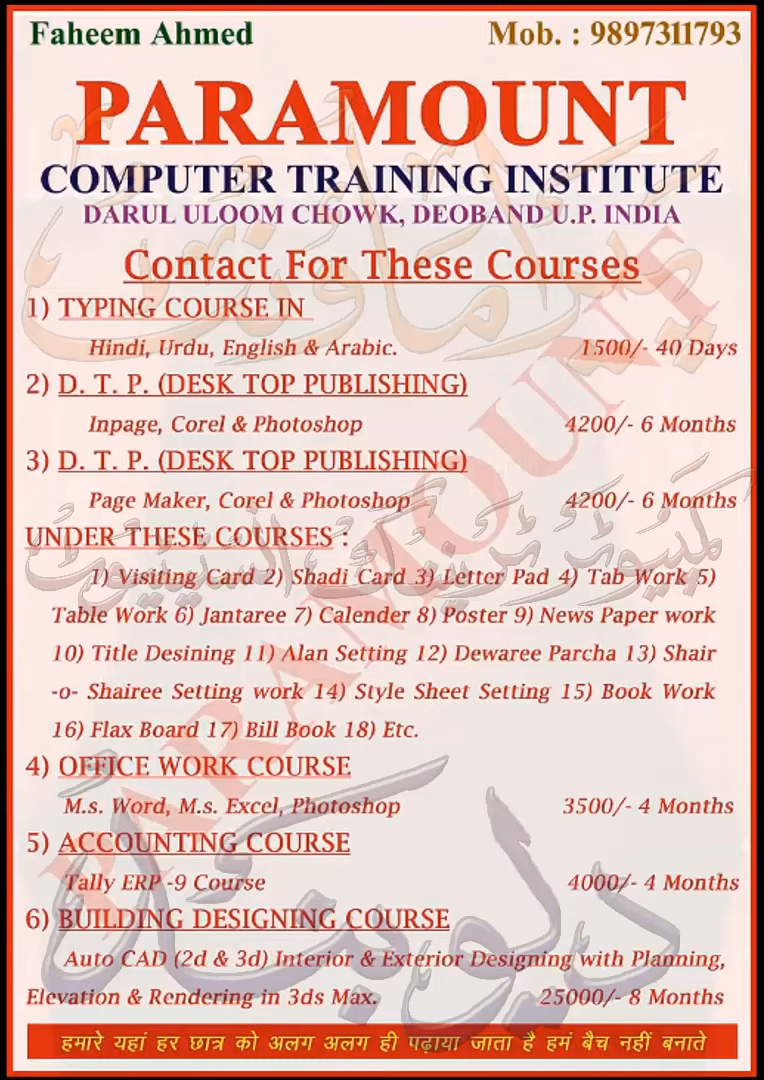 Faheem Ahmed Mob. : 9897311793
PARAMOUNT
COMPUTER TRAINING INSTITUTE
DARUL ULOOM CHOWK, DEOBAND U.P. INDIA
Contact For These Courses
1) TYPING COURSE IN
Hindi, Urdu, English & Arabic. 1500/- 40 Days
2) D. T. P. (DESK TOP PUBLISHING)
Inpage, Corel & Photoshop 4200/- 6 Months
3) D. T. P. (DESK TOP PUBLISHING)
Page Maker, Corel & Photoshop 4200/- 6 Months
UNDER THESE COURSES :
1) Visiting Card 2) Shadi Card 3) Letter Pad 4) Tab Work 5)
Table Work 6) Jantaree 7) Calender 8) Poster 9) News Paper work
10) Title Desining 11) Alan Setting 12) Dewaree Parcha 13) Shair
-o- Shairee Setting work 14) Style Sheet Setting 15) Book Work
16) Flax Board 17) Bill Book 18) Etc.
4) OFFICE WORK COURSE
M.s. Word, M.s. Excel, Photoshop 3500/- 4 Months
5) ACCOUNTING COURSE
Tally ERP -9 Course 4000/- 4 Months
6) BUILDING DESIGNING COURSE
Auto CAD (2d & 3d) Interior & Exterior Designing with Planning,
Elevation & Rendering in 3ds Max. 25000/- 8 Months
हमारे यहां हर छात्र को अलग अलग ही पढ़ाया जाता है हमं बैच नहीं बनाते
PARAMOUNT
پیراماؤنٹ
کمپیوٹر ٹریننگ انسٹیٹیوٹ
دیوبند